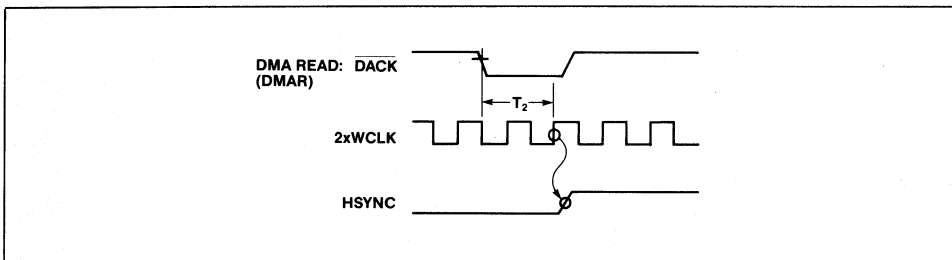 DMA READ: DACK
(DMAR)
T2
2xWCLK
HSYNC